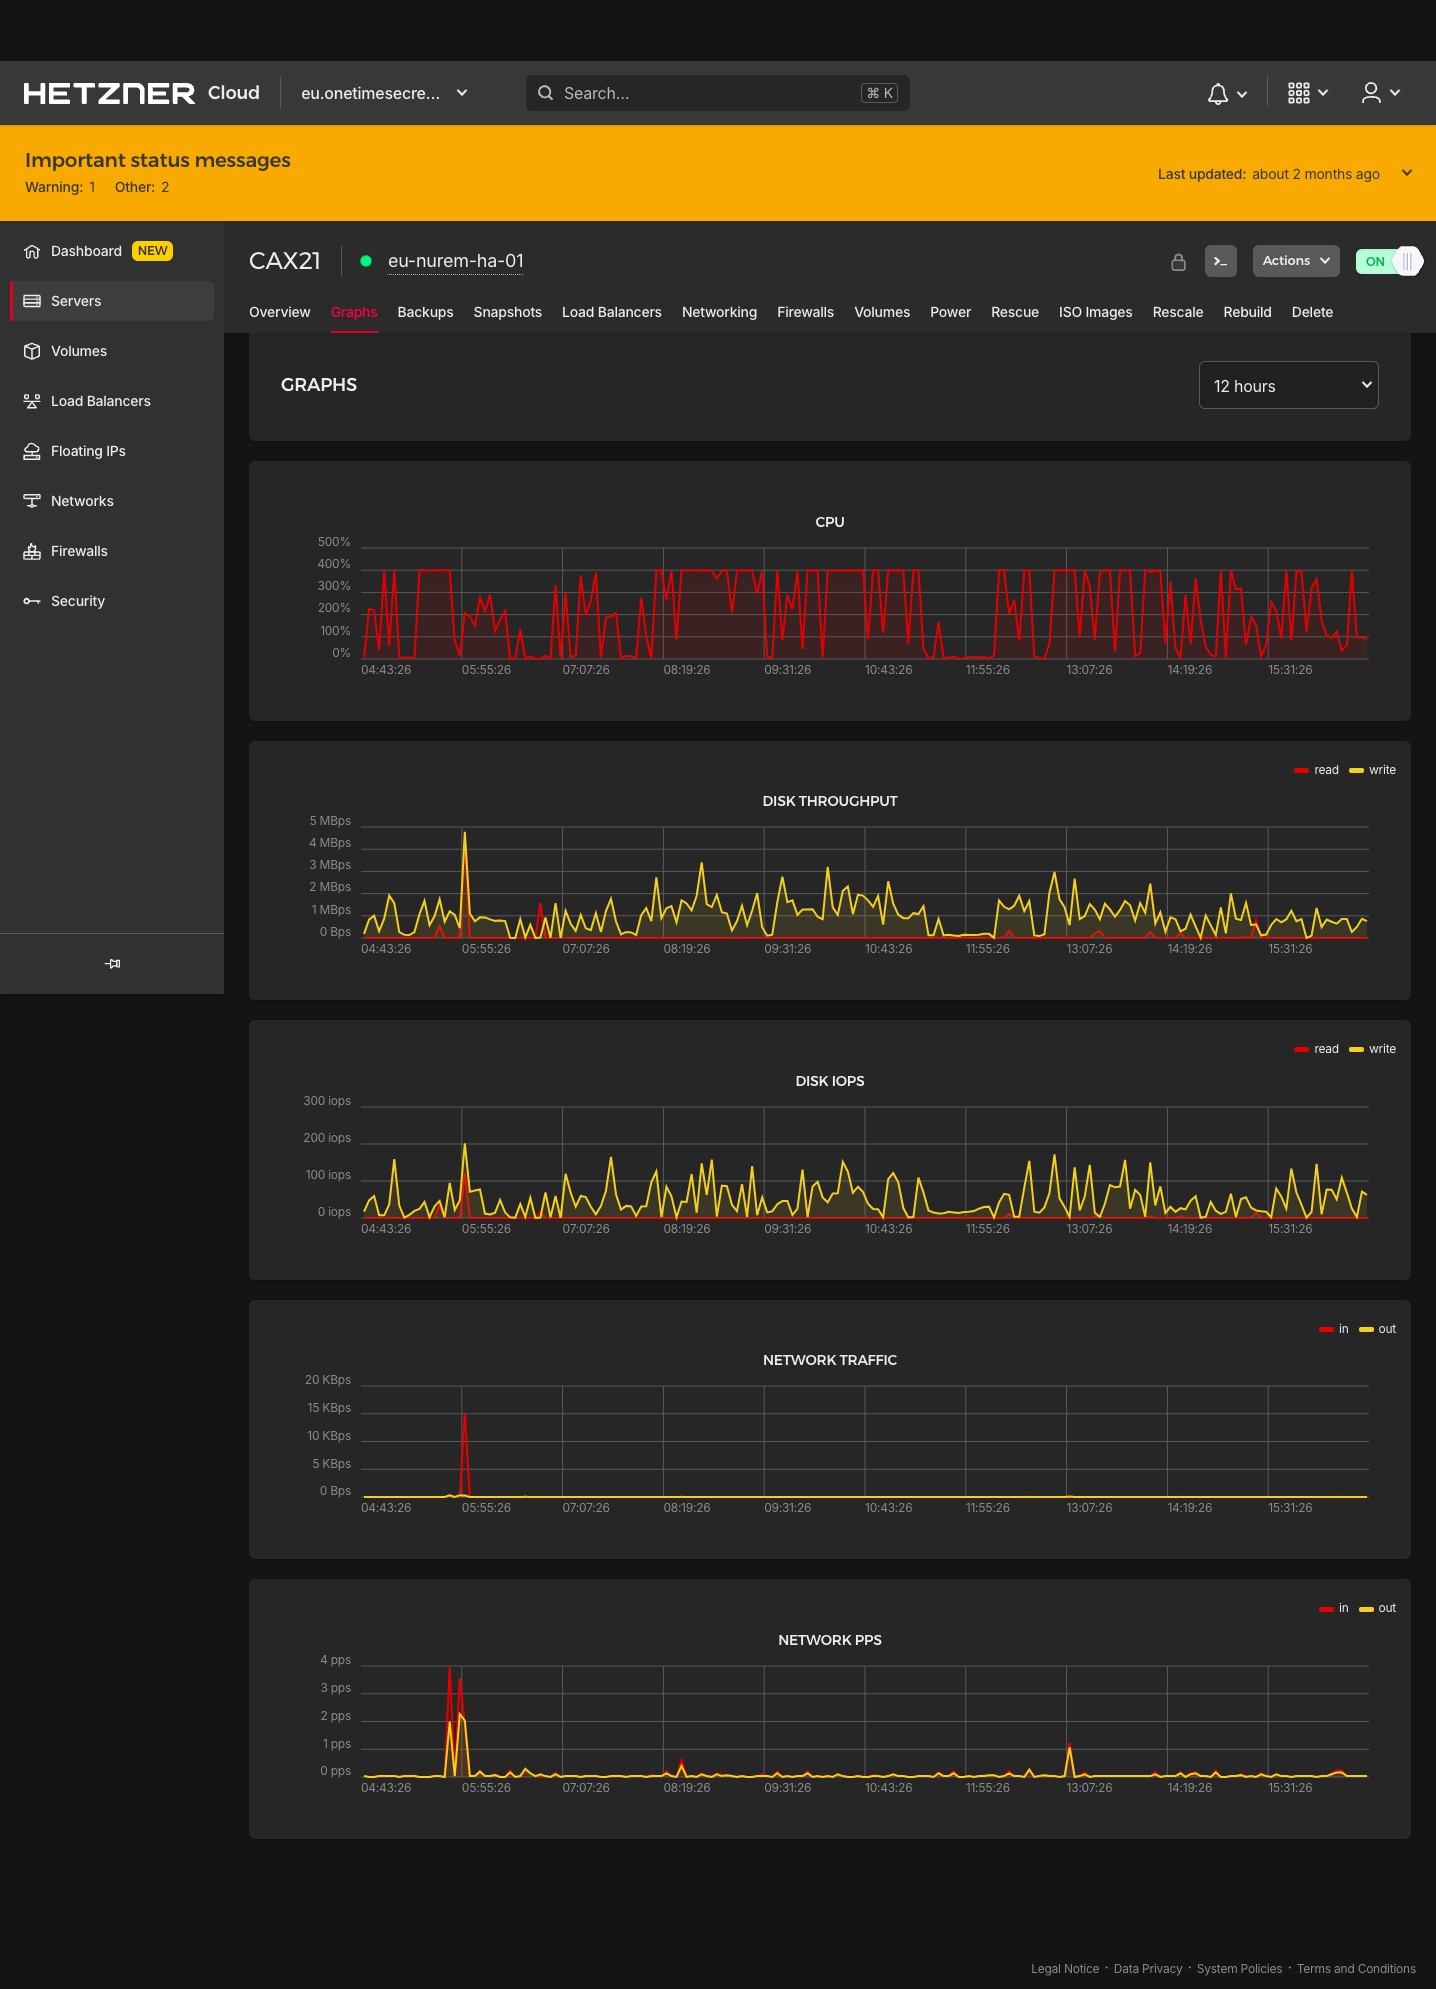 HETZNER Cloud eu.onetimesecre... Search... ⌘ K
Important status messages
Warning: 1 Other: 2
Last updated: about 2 months ago
Dashboard NEW
Servers
Volumes
Load Balancers
Floating IPs
Networks
Firewalls
Security
CAX21 eu-nurem-ha-01 >_ Actions ON
Overview Graphs Backups Snapshots Load Balancers Networking Firewalls Volumes Power Rescue ISO Images Rescale Rebuild Delete
GRAPHS 12 hours
CPU
500%
400%
300%
200%
100%
0%
04:43:26 05:55:26 07:07:26 08:19:26 09:31:26 10:43:26 11:55:26 13:07:26 14:19:26 15:31:26
read write
DISK THROUGHPUT
5 MBps
4 MBps
3 MBps
2 MBps
1 MBps
0 Bps
04:43:26 05:55:26 07:07:26 08:19:26 09:31:26 10:43:26 11:55:26 13:07:26 14:19:26 15:31:26
read write
DISK IOPS
300 iops
200 iops
100 iops
0 iops
04:43:26 05:55:26 07:07:26 08:19:26 09:31:26 10:43:26 11:55:26 13:07:26 14:19:26 15:31:26
in out
NETWORK TRAFFIC
20 KBps
15 KBps
10 KBps
5 KBps
0 Bps
04:43:26 05:55:26 07:07:26 08:19:26 09:31:26 10:43:26 11:55:26 13:07:26 14:19:26 15:31:26
in out
NETWORK PPS
4 pps
3 pps
2 pps
1 pps
0 pps
04:43:26 05:55:26 07:07:26 08:19:26 09:31:26 10:43:26 11:55:26 13:07:26 14:19:26 15:31:26
Legal Notice · Data Privacy · System Policies · Terms and Conditions